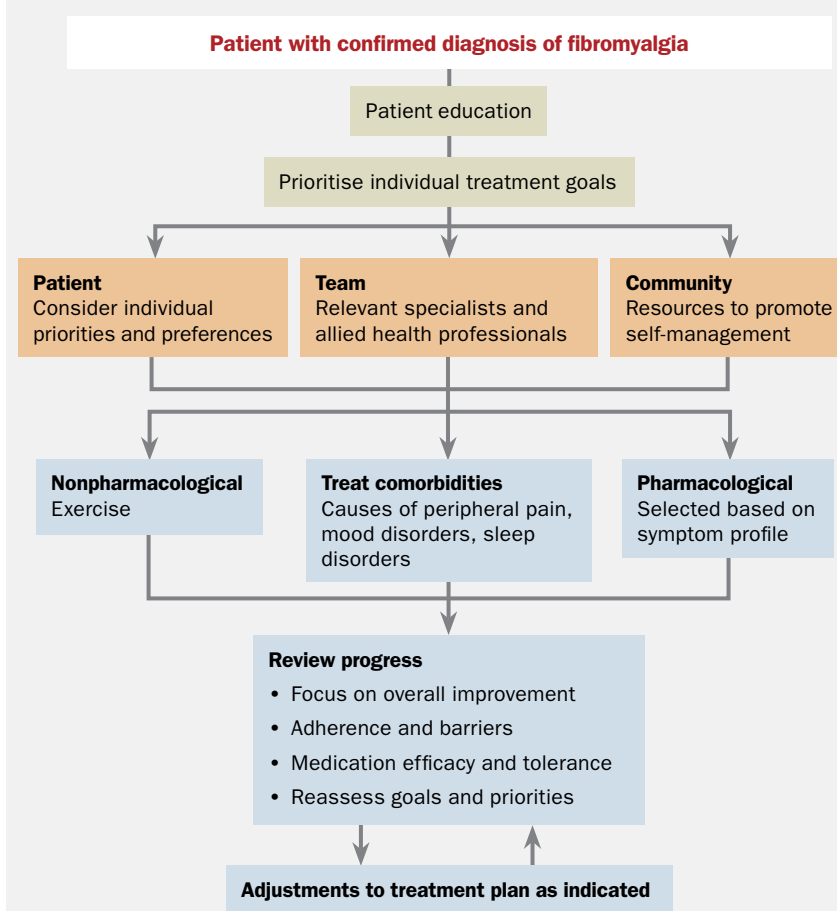 Patient with confirmed diagnosis of fibromyalgia
Patient education
Prioritise individual treatment goals
Patient
Consider individual
priorities and preferences
Team
Relevant specialists and
allied health professionals
Community
Resources to promote
self-management
Nonpharmacological
Exercise
Treat comorbidities
Causes of peripheral pain,
mood disorders, sleep
disorders
Pharmacological
Selected based on
symptom profile
Review progress
• Focus on overall improvement
• Adherence and barriers
• Medication efficacy and tolerance
• Reassess goals and priorities
Adjustments to treatment plan as indicated